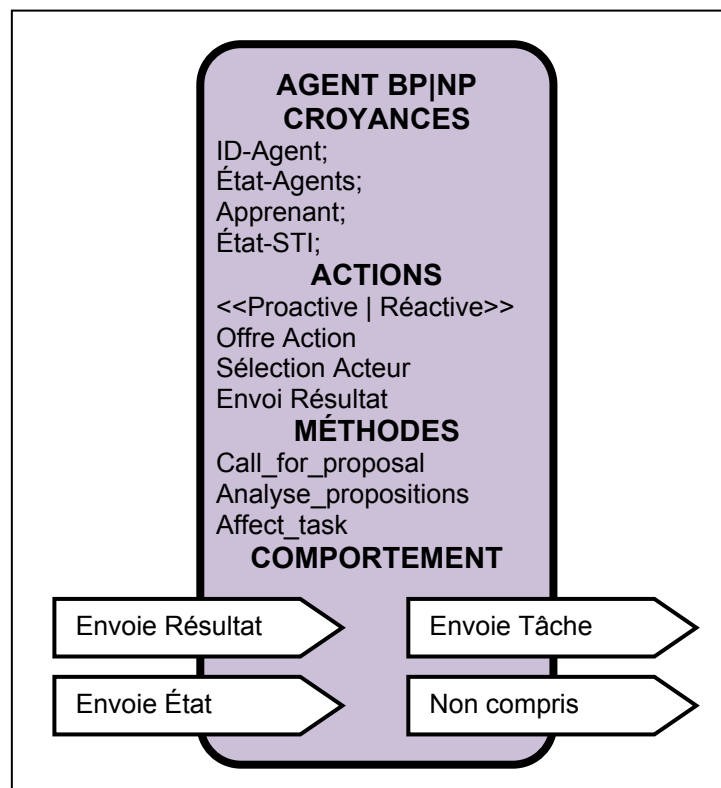 AGENT BP|NP
CROYANCES
ID-Agent;
État-Agents;
Apprenant;
État-STI;
ACTIONS
<<Proactive | Réactive>>
Offre Action
Sélection Acteur
Envoi Résultat
MÉTHODES
Call_for_proposal
Analyse_propositions
Affect_task
COMPORTEMENT
Envoie Résultat
Envoie Tâche
Envoie État
Non compris